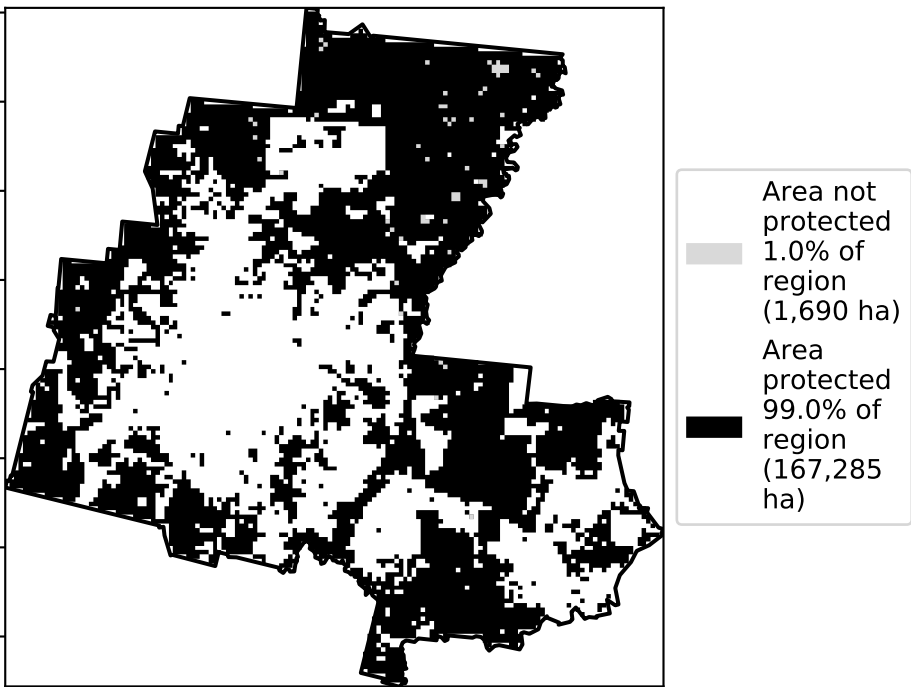 Area not
protected
1.0% of
region
(1,690 ha)
Area
protected
99.0% of
region
(167,285
ha)